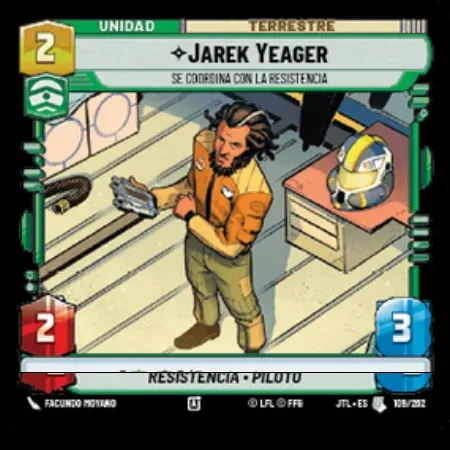 UNIDAD
TERRESTRE
2
JAREK YEAGER
SE COORDINA CON LA RESISTENCIA
2
3
RESISTENCIA • PILOTO
FACUNDO MOYANO
A
© LFL © FFG
JTL • ES
109/262